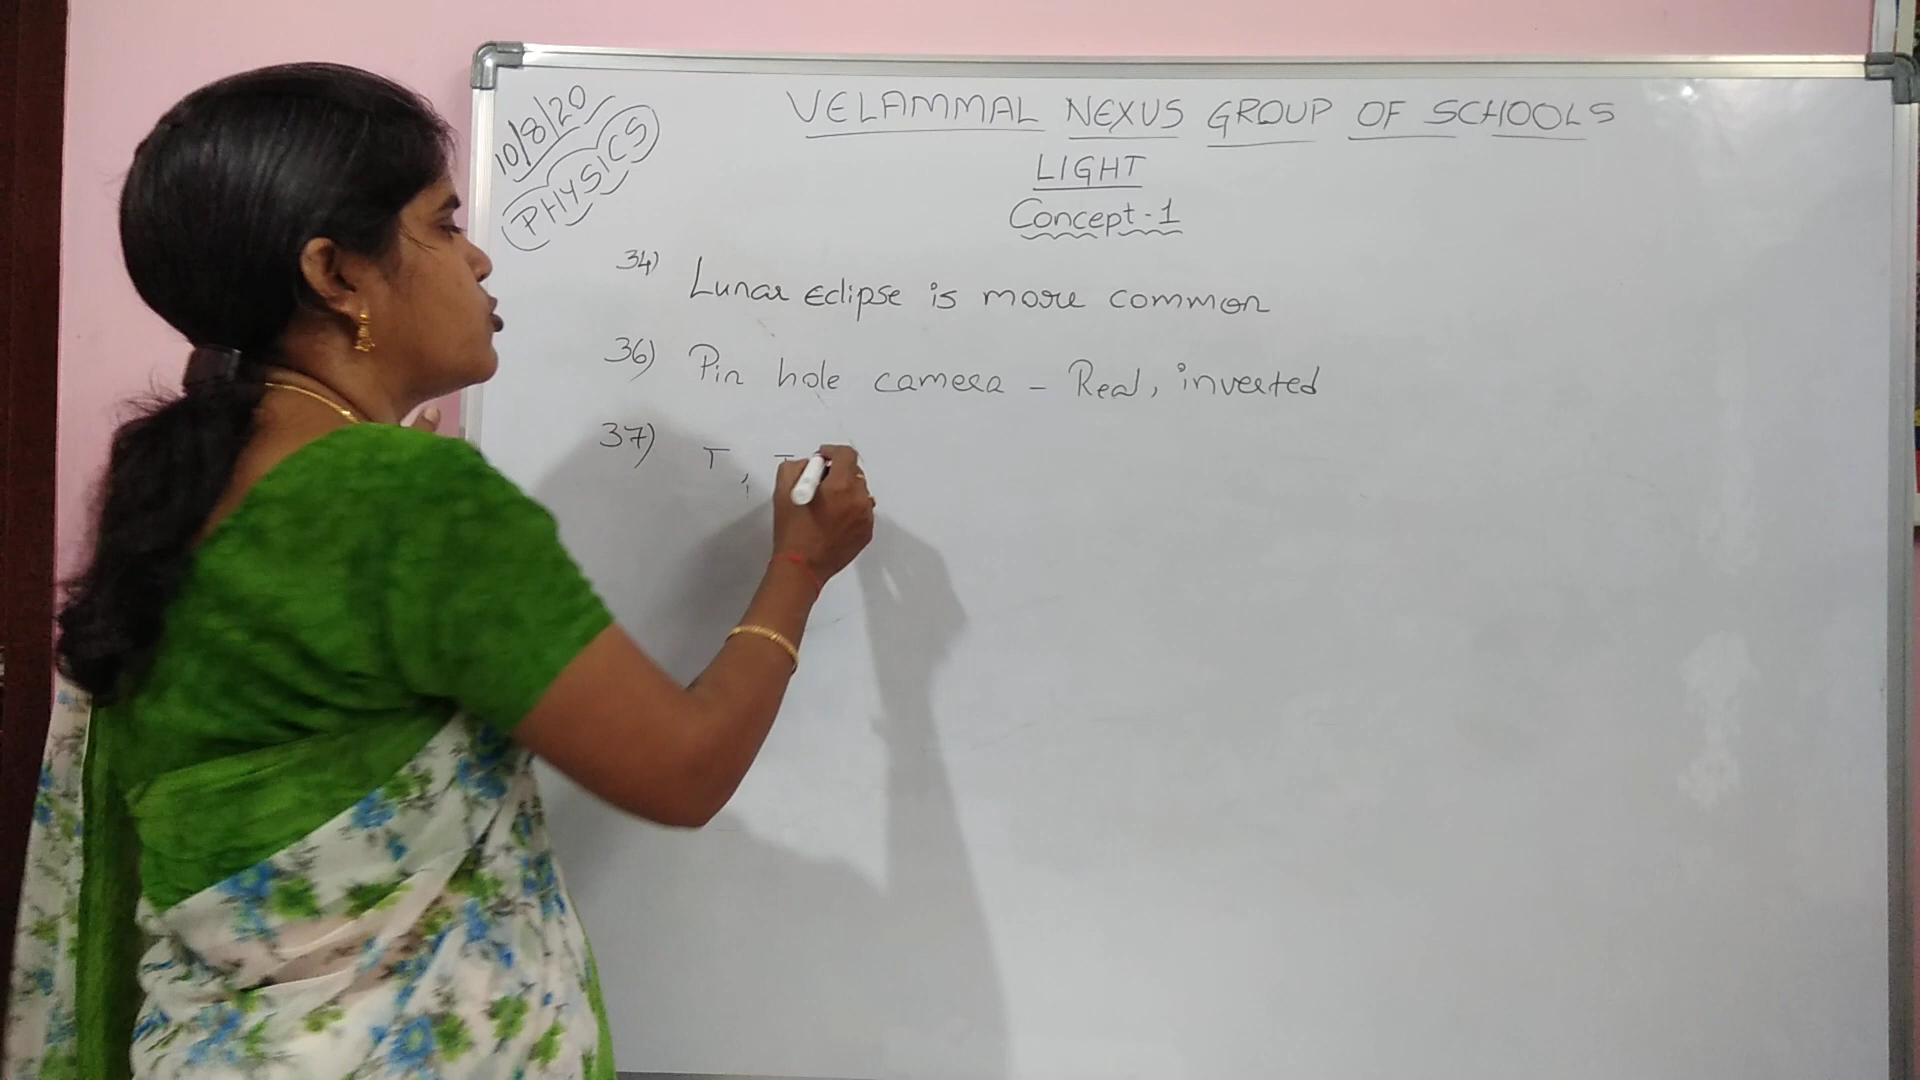 10/8/20
PHYSICS
VELAMMAL NEXUS GROUP OF SCHOOLS
LIGHT
Concept-1
34) Lunar Eclipse is more common
36) Pin hole camera - Real, inverted
37) T,